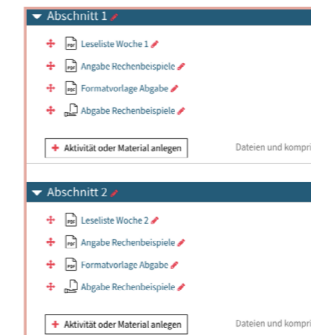 Abschnitt 1
Leseliste Woche 1
Angabe Rechenbeispiele
Formatvorlage Abgabe
Abgabe Rechenbeispiele
+ Aktivität oder Material anlegen
Dateien und kompri
Abschnitt 2
Leseliste Woche 2
Angabe Rechenbeispiele
Formatvorlage Abgabe
Abgabe Rechenbeispiele
+ Aktivität oder Material anlegen
Dateien und kompri